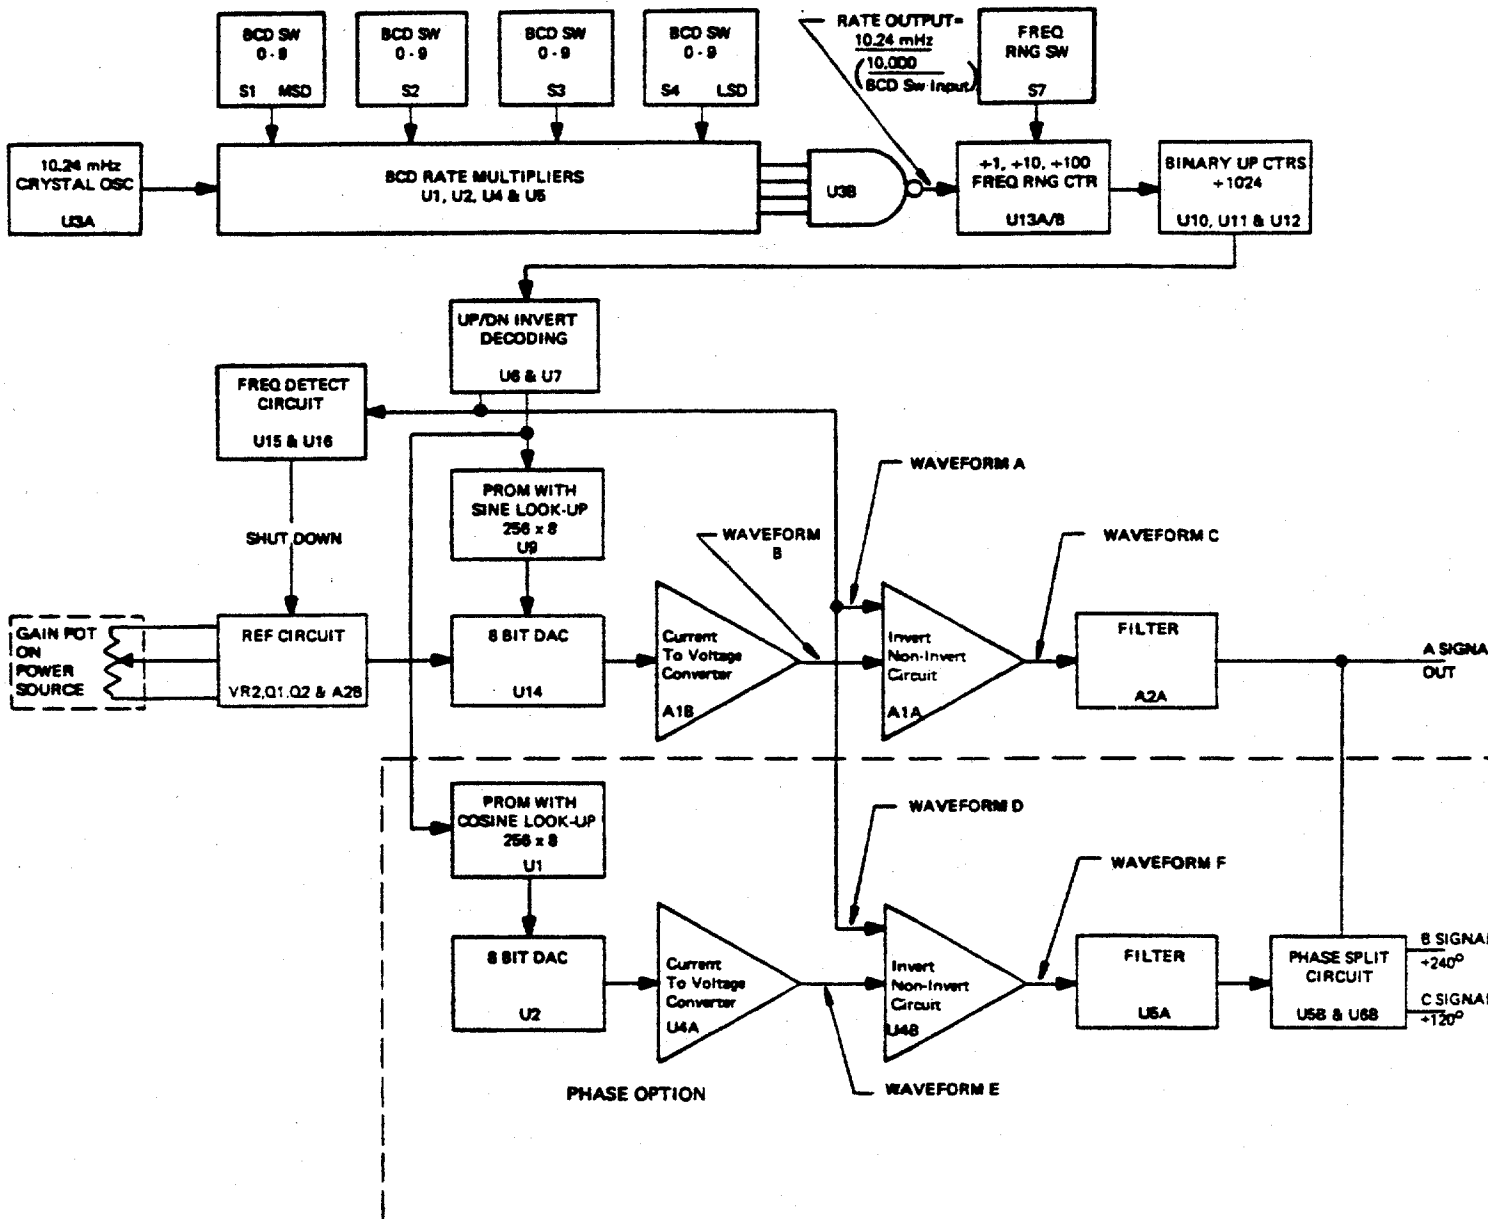 BCD SW
0 - 9
S1 MSD
BCD SW
0 - 9
S2
BCD SW
0 - 9
S3
BCD SW
0 - 9
S4 LSD
RATE OUTPUT=
10.24 mHz
(10,000
BCD Sw Input)
FREQ
RNG SW
S7
10.24 mHz
CRYSTAL OSC
U3A
BCD RATE MULTIPLIERS
U1, U2, U4 & U5
U3B
÷1, ÷10, ÷100
FREQ RNG CTR
U13A/B
BINARY UP CTRS
÷1024
U10, U11 & U12
UP/DN INVERT
DECODING
U6 & U7
FREQ DETECT
CIRCUIT
U15 & U16
SHUT DOWN
PROM WITH
SINE LOOK-UP
256 x 8
U9
WAVEFORM A
WAVEFORM
B
WAVEFORM C
GAIN POT
ON
POWER
SOURCE
REF CIRCUIT
VR2,Q1,Q2 & A2B
8 BIT DAC
U14
Current
To Voltage
Converter
A1B
Invert
Non-Invert
Circuit
A1A
FILTER
A2A
A SIGNA
OUT
PROM WITH
COSINE LOOK-UP
256 x 8
U1
WAVEFORM D
WAVEFORM F
8 BIT DAC
U2
Current
To Voltage
Converter
U4A
Invert
Non-Invert
Circuit
U4B
FILTER
U5A
PHASE SPLIT
CIRCUIT
U5B & U6B
B SIGNA
+240°
C SIGNA
+120°
WAVEFORM E
PHASE OPTION